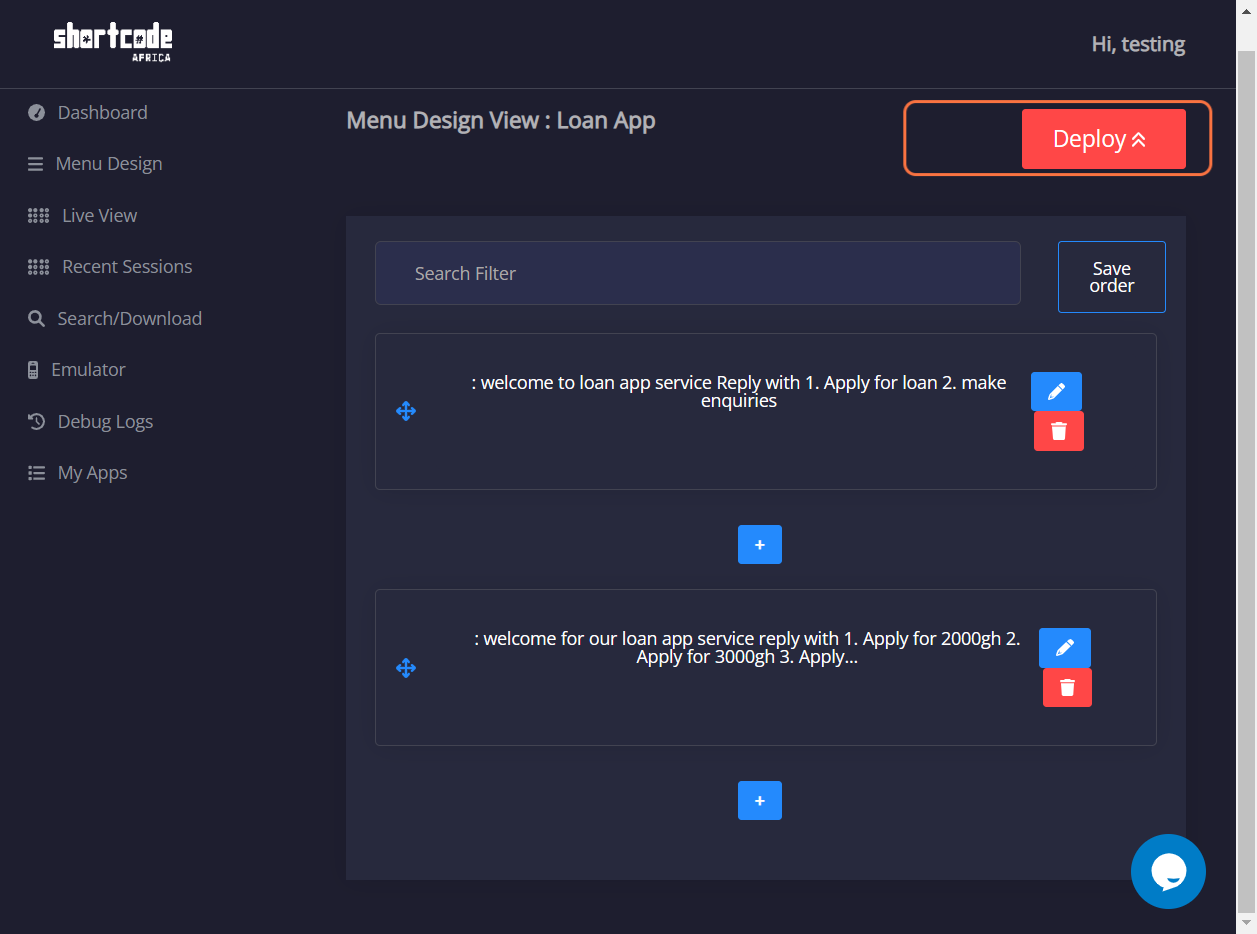 shortcode
AFRICA
Hi, testing
Dashboard
Menu Design
Live View
Recent Sessions
Search/Download
Emulator
Debug Logs
My Apps
Menu Design View : Loan App
Deploy
Search Filter
Save
order
: welcome to loan app service Reply with 1. Apply for loan 2. make
enquiries
+
: welcome for our loan app service reply with 1. Apply for 2000gh 2.
Apply for 3000gh 3. Apply...
+